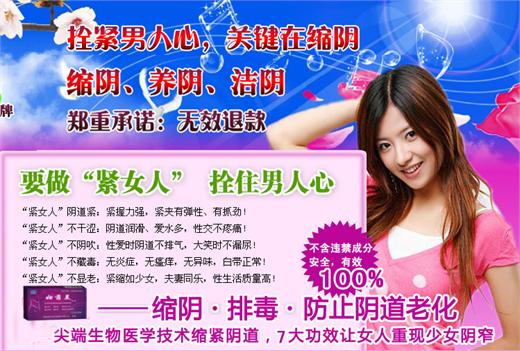 拴紧男人心，关键在缩阴
缩阴、养阴、洁阴
牌
郑重承诺：无效退款
要做“紧女人” 拴住男人心
“紧女人”阴道紧：紧握力强，紧夹有弹性、有抓劲！
“紧女人”不干涩：阴道润滑、爱水多，性交不疼痛！
“紧女人”不阴吹：性爱时阴道不排气，大笑时不漏尿！
“紧女人”不藏毒：无炎症，无瘙痒，无异味，白带正常！
“紧女人”不显老：紧缩如少女，夫妻同乐，性生活质量高！
不含违禁成分
安全，有效
100%
——缩阴·排毒·防止阴道老化
尖端生物医学技术缩紧阴道，7大功效让女人重现少女阴窄